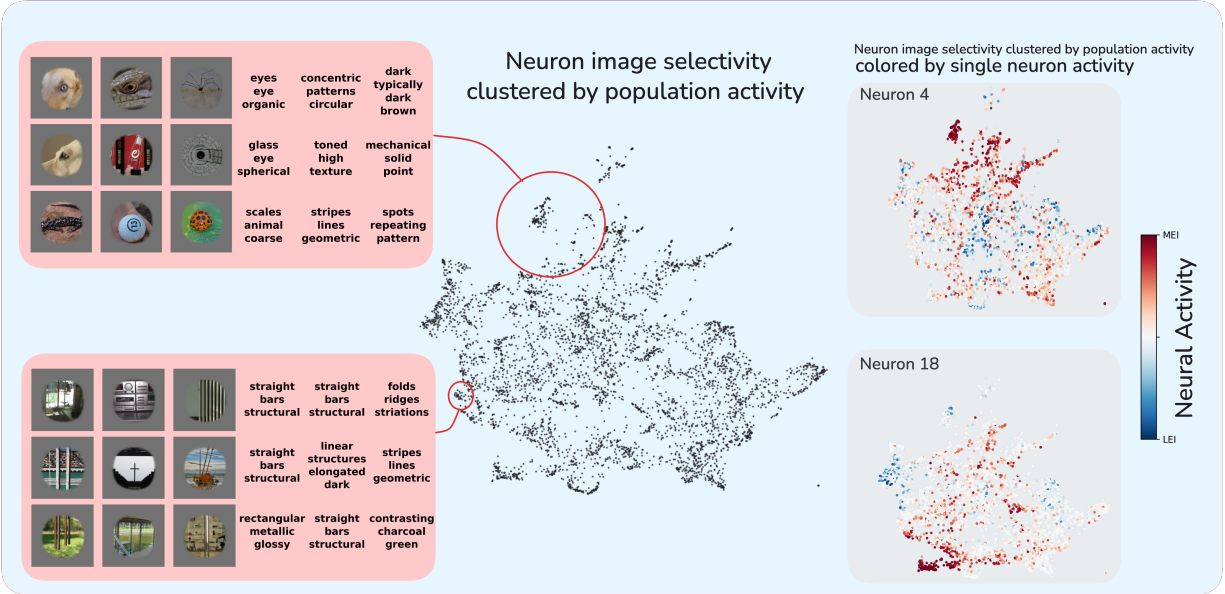 Neuron image selectivity
clustered by population activity
eyes
eye
organic
concentric
patterns
circular
dark
typically
dark
brown
glass
eye
spherical
toned
high
texture
mechanical
solid
point
scales
animal
coarse
stripes
lines
geometric
spots
repeating
pattern
straight
bars
structural
straight
bars
structural
folds
ridges
striations
straight
bars
structural
linear
structures
elongated
dark
stripes
lines
geometric
rectangular
metallic
glossy
straight
bars
structural
contrasting
charcoal
green
Neuron image selectivity clustered by population activity
colored by single neuron activity
Neuron 4
Neuron 18
MEI
Neural Activity
LEI